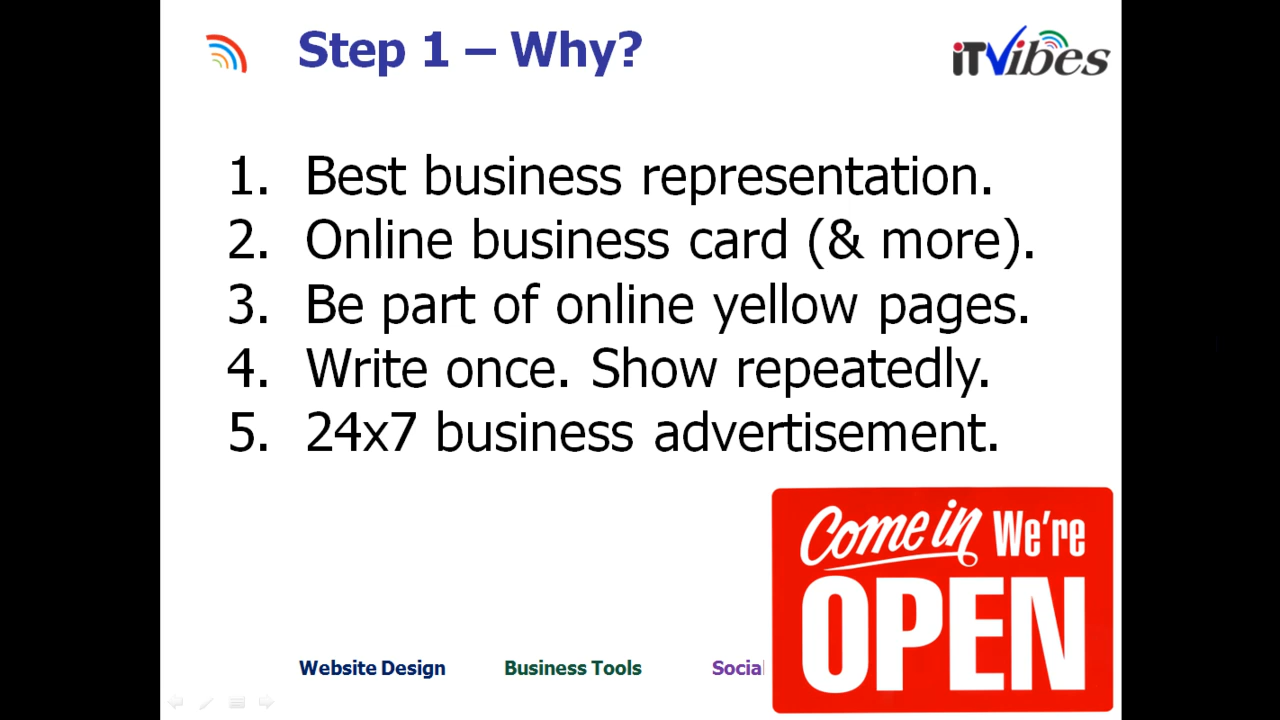 Step 1 – Why?
iTVibes
1. Best business representation.
2. Online business card (& more).
3. Be part of online yellow pages.
4. Write once. Show repeatedly.
5. 24x7 business advertisement.
Come in We're
OPEN
Website Design Business Tools Social